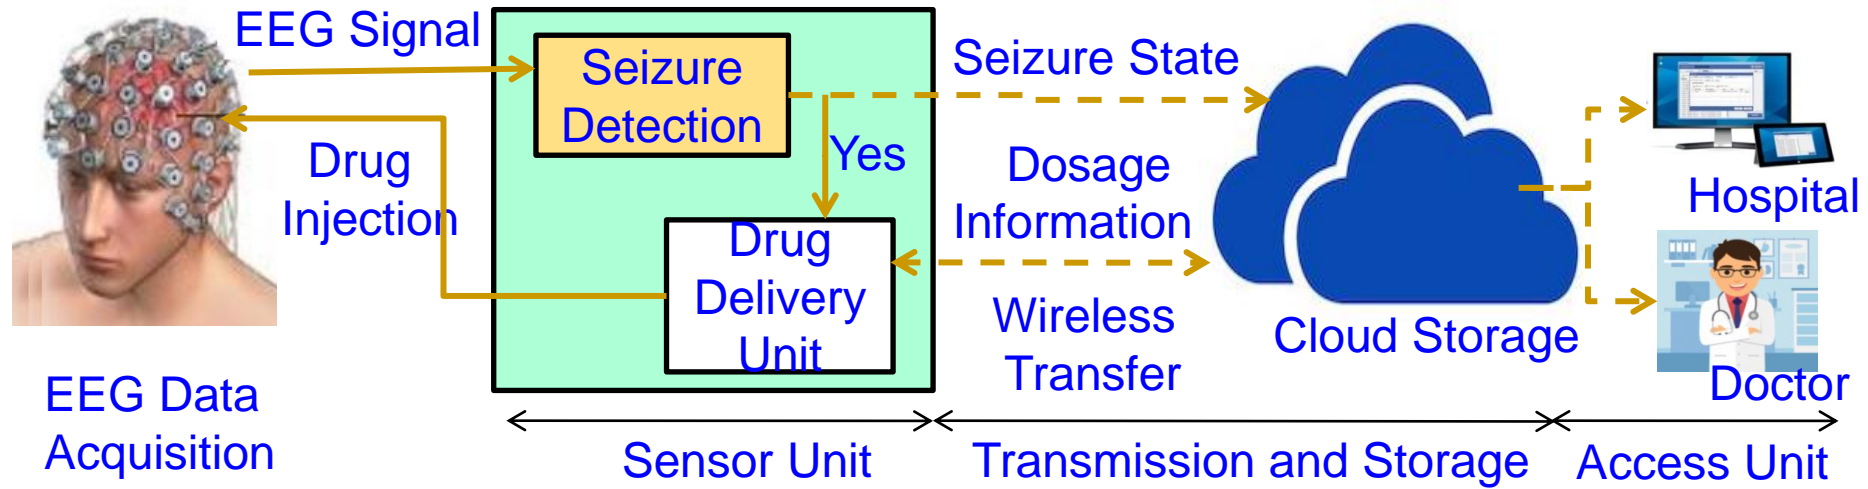 EEG Signal
Seizure
Detection
Yes
Drug
Injection
Drug
Delivery
Unit
EEG Data
Acquisition
Seizure State
Dosage
Information
Wireless
Transfer
Cloud Storage
Hospital
Doctor
Sensor Unit
Transmission and Storage
Access Unit